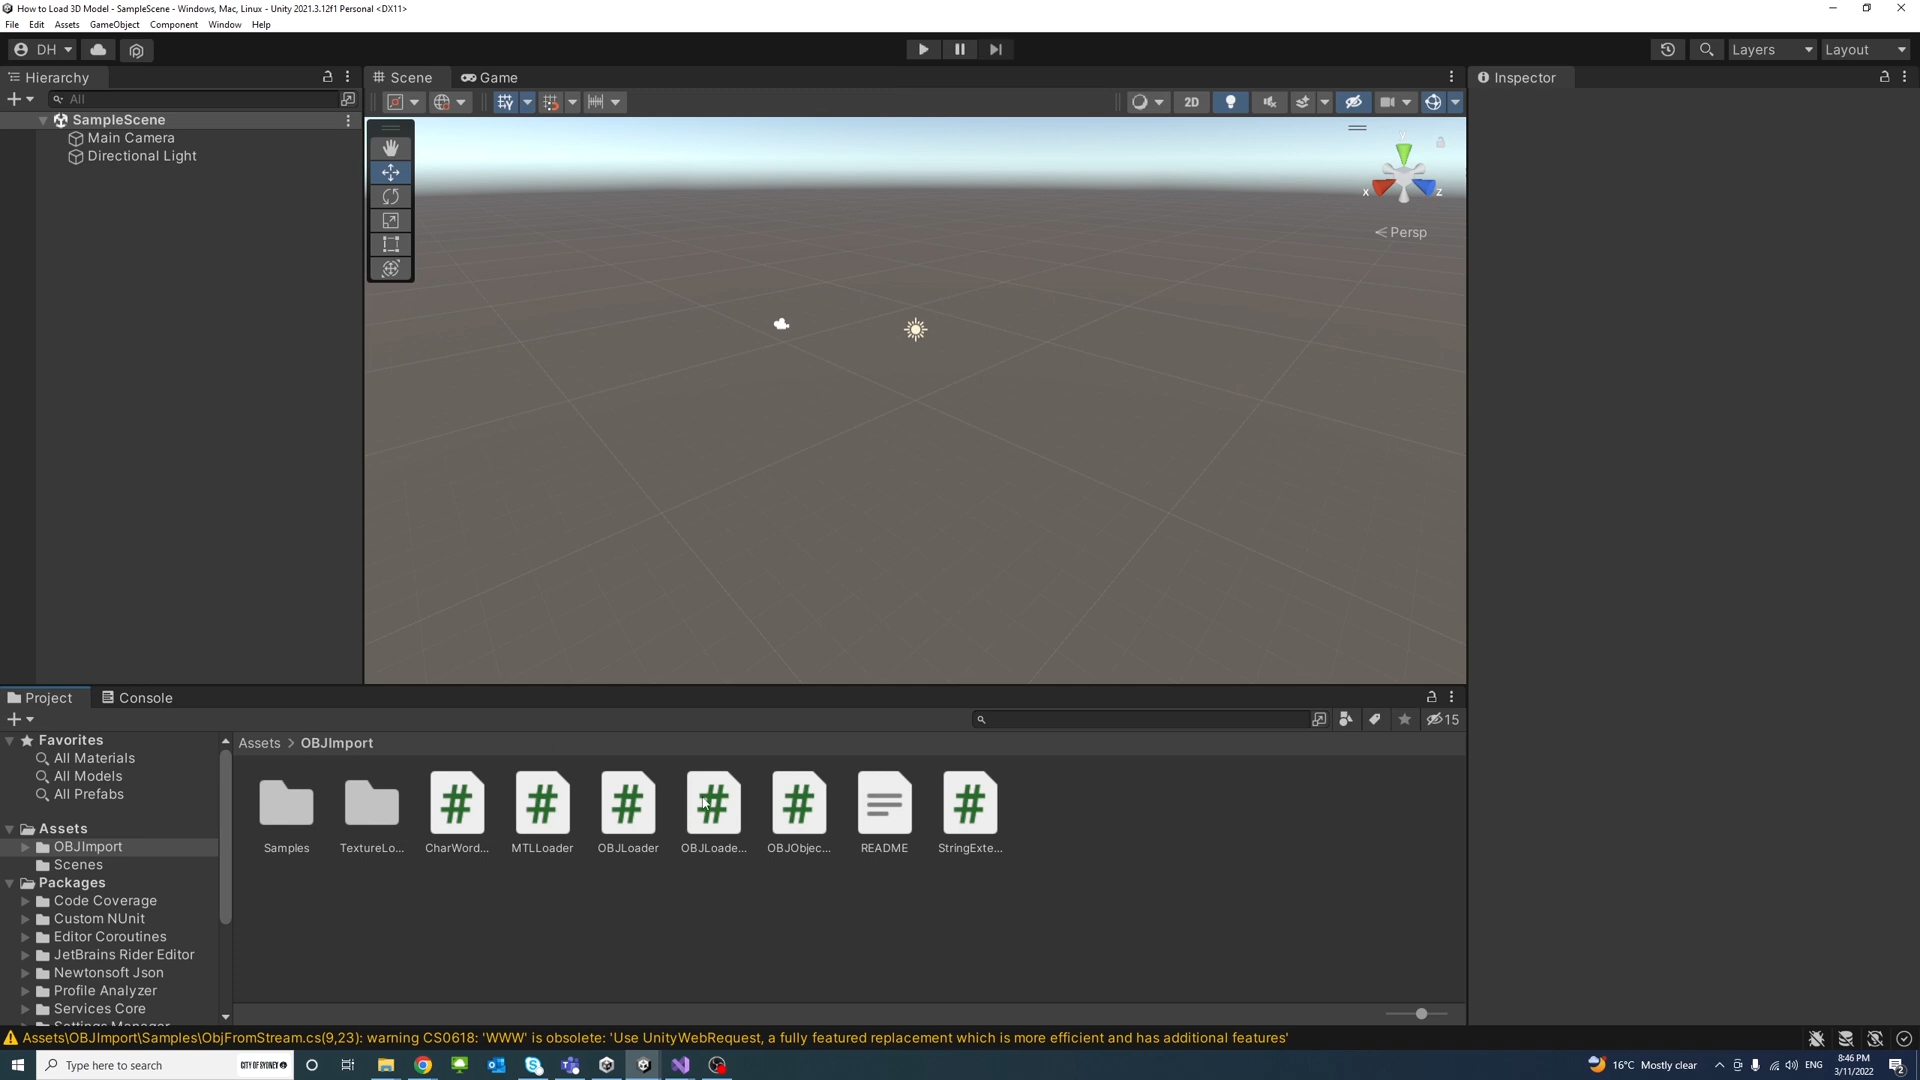 How to Load 3D Model - SampleScene - Windows, Mac, Linux - Unity 2021.3.12f1 Personal <DX11>
File Edit Assets GameObject Component Window Help
DH Layers Layout
Hierarchy Scene Game Inspector
All 2D
SampleScene
Main Camera
Directional Light
y
x z
Persp
Project Console
15
Favorites
All Materials
All Models
All Prefabs
Assets
OBJImport
Scenes
Packages
Code Coverage
Custom NUnit
Editor Coroutines
JetBrains Rider Editor
Newtonsoft Json
Profile Analyzer
Services Core
Settings Manager
Assets > OBJImport
Samples TextureLo... CharWord... MTLLoader OBJLoader OBJLoade... OBJObjec... README StringExte...
Assets\OBJImport\Samples\ObjFromStream.cs(9,23): warning CS0618: 'WWW' is obsolete: 'Use UnityWebRequest, a fully featured replacement which is more efficient and has additional features'
Type here to search CITY OF SYDNEY 16°C Mostly clear ENG 8:46 PM
3/11/2022 2